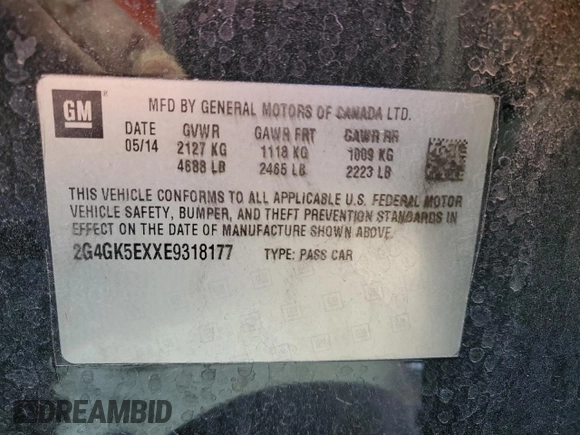 GM
MFD BY GENERAL MOTORS OF CANADA LTD.
DATE GVWR GAWR FRT GAWR RR
05/14 2127 KG 1118 KG 1009 KG
4688 LB 2465 LB 2223 LB
THIS VEHICLE CONFORMS TO ALL APPLICABLE U.S. FEDERAL MOTOR
VEHICLE SAFETY, BUMPER, AND THEFT PREVENTION STANDARDS IN
EFFECT ON THE DATE OF MANUFACTURE SHOWN ABOVE.
2G4GK5EXXE9318177 TYPE: PASS CAR
DREAMBID